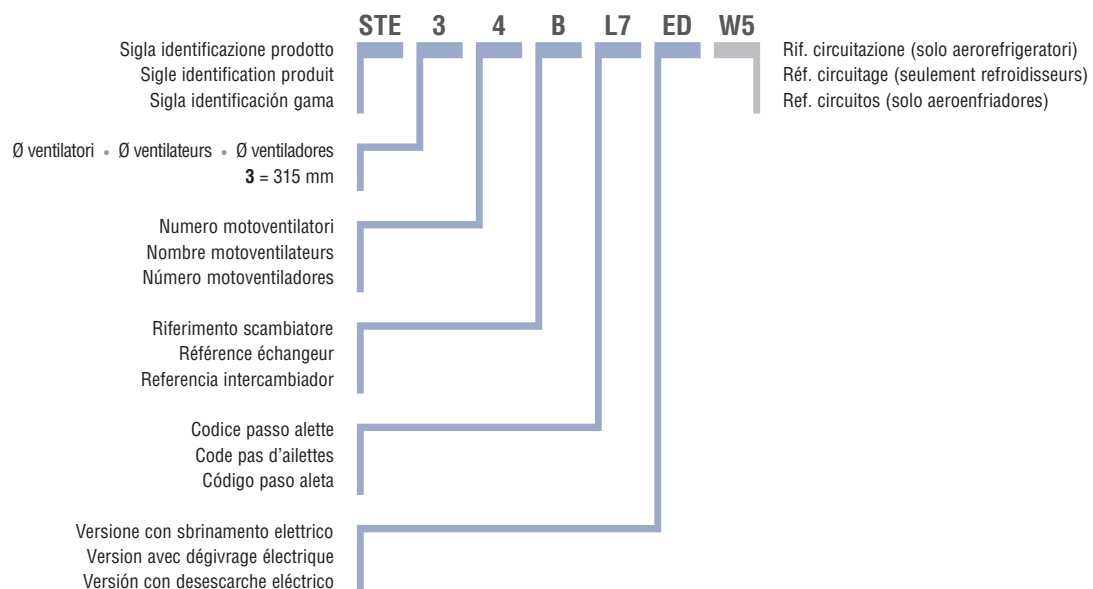 STE 3 4 B L7 ED W5
Sigla identificazione prodotto
Sigle identification produit
Sigla identificación gama
Rif. circuitazione (solo aerorefrigeratori)
Réf. circuitage (seulement refroidisseurs)
Ref. circuitos (solo aeroenfriadores)
Ø ventilatori • Ø ventilateurs • Ø ventiladores
3 = 315 mm
Numero motoventilatori
Nombre motoventilateurs
Número motoventiladores
Riferimento scambiatore
Référence échangeur
Referencia intercambiador
Codice passo alette
Code pas d'ailettes
Código paso aleta
Versione con sbrinamento elettrico
Version avec dégivrage électrique
Versión con desescarche eléctrico